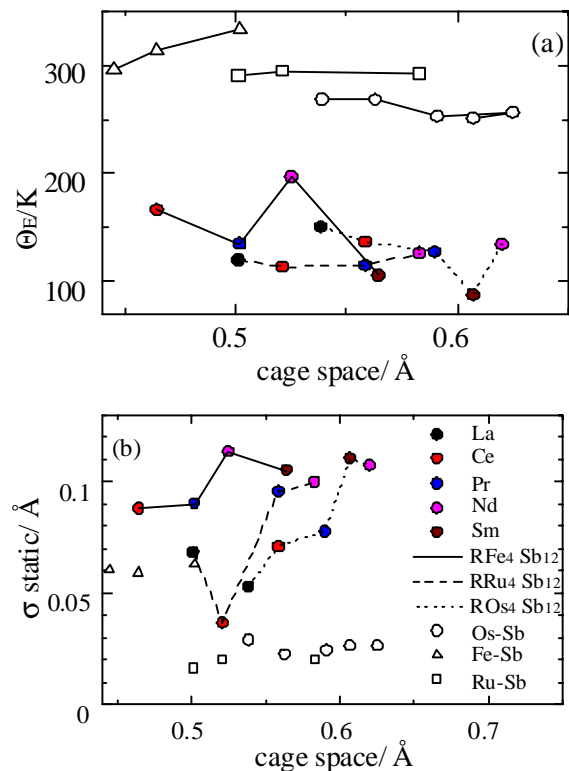 (a)
300
200
100
ΘE/K
0.5
0.6
cage space/ Å
(b)
0.1
0.05
0
σ static/ Å
La
Ce
Pr
Nd
Sm
RFe4 Sb12
RRu4 Sb12
ROs4 Sb12
Os-Sb
Fe-Sb
Ru-Sb
0.5
0.6
0.7
cage space/ Å